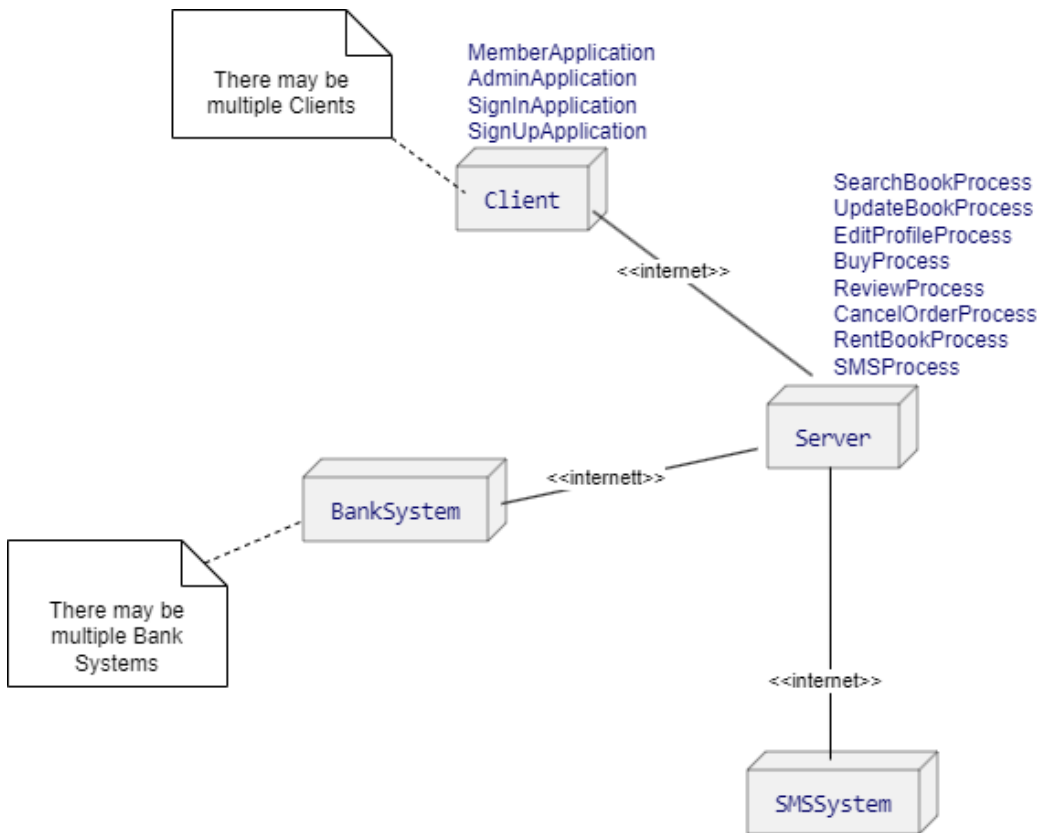 There may be
multiple Clients
MemberApplication
AdminApplication
SignInApplication
SignUpApplication
Client
SearchBookProcess
UpdateBookProcess
EditProfileProcess
BuyProcess
ReviewProcess
CancelOrderProcess
RentBookProcess
SMSProcess
<<internet>>
Server
<<internett>>
BankSystem
There may be
multiple Bank
Systems
<<internet>>
SMSSystem